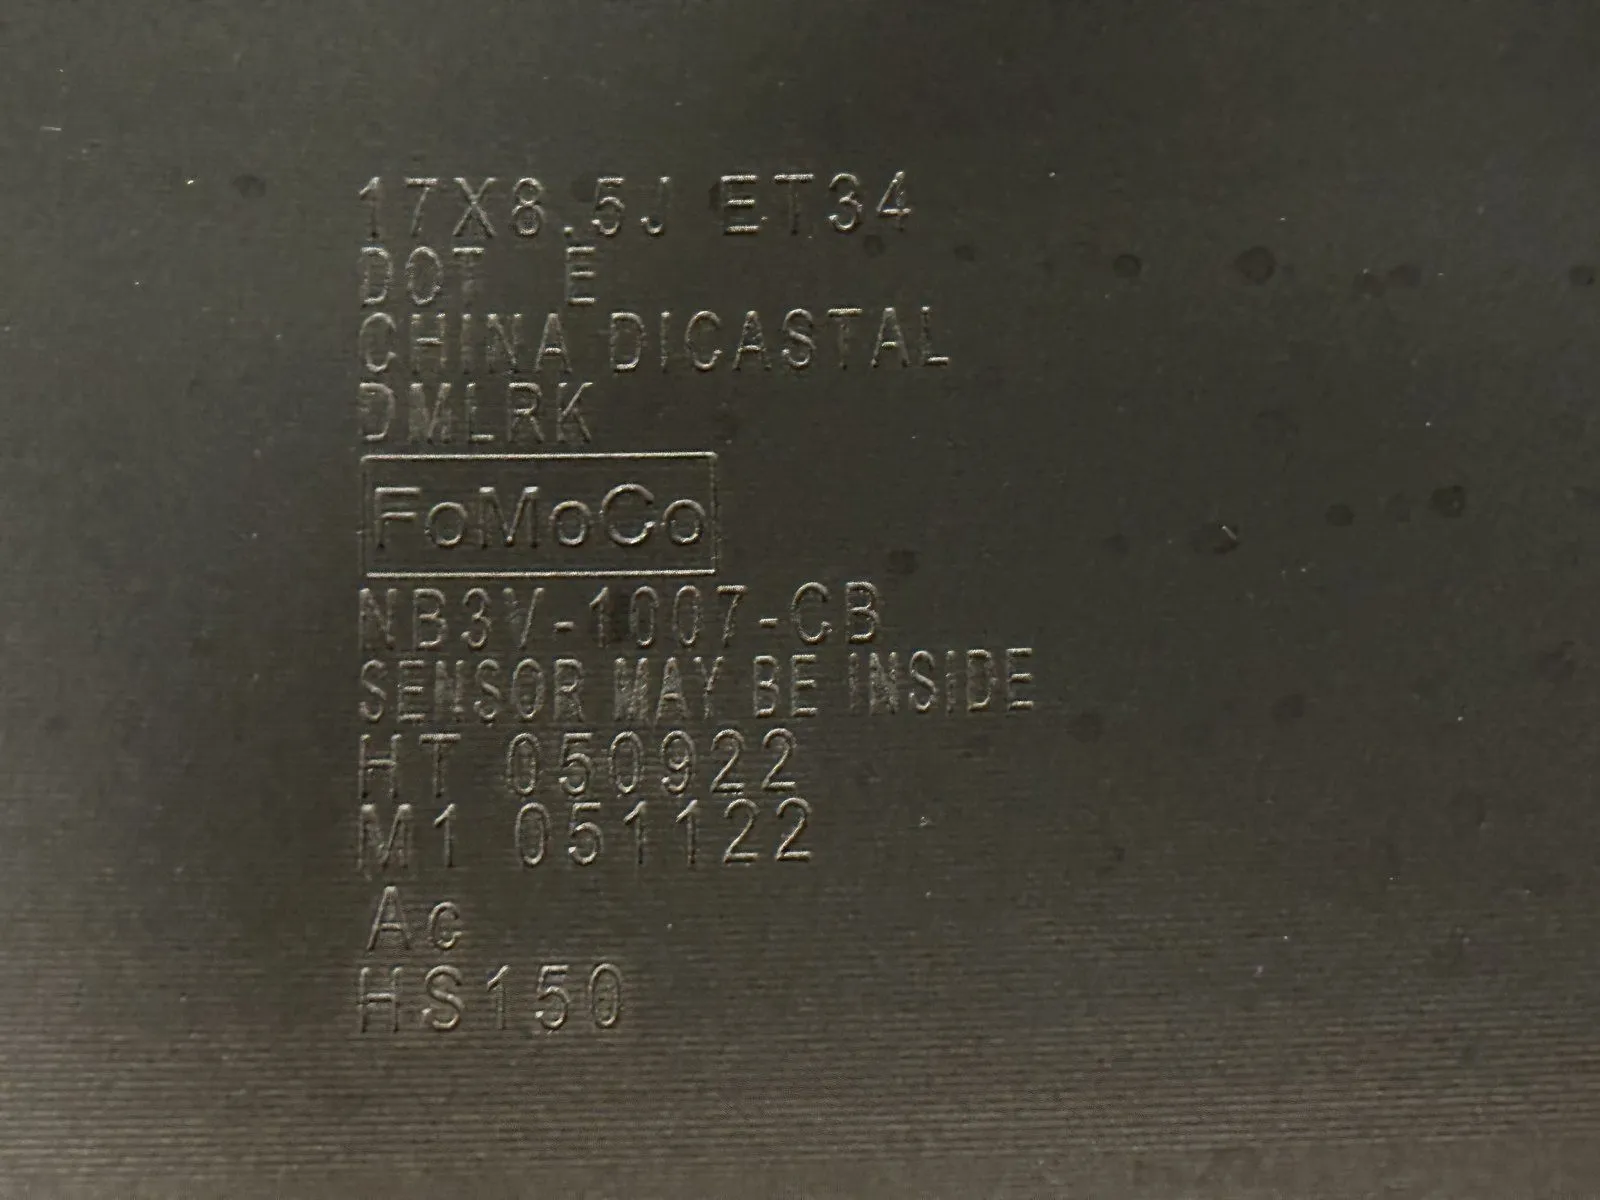 17X8.5J ET34
DOT E
CHINA DICASTAL
DMLRK
FoMoCo
NB3V-1007-CB
SENSOR MAY BE INSIDE
HT 050922
M1 051122
Ac
HS150